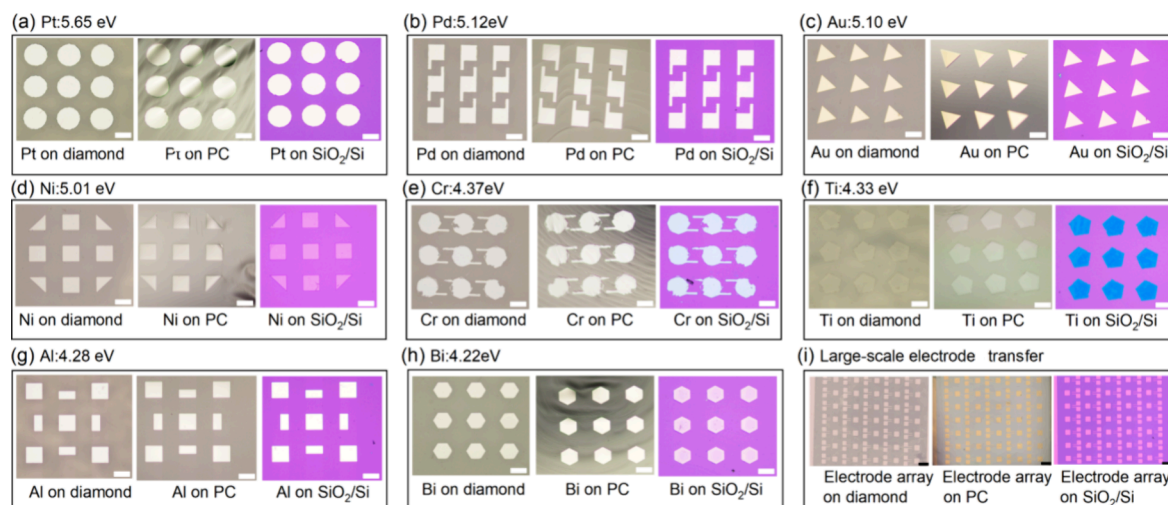 (a) Pt:5.65 eV
Pt on diamond
Pt on PC
Pt on SiO₂/Si
(b) Pd:5.12eV
Pd on diamond
Pd on PC
Pd on SiO₂/Si
(c) Au:5.10 eV
Au on diamond
Au on PC
Au on SiO₂/Si
(d) Ni:5.01 eV
Ni on diamond
Ni on PC
Ni on SiO₂/Si
(e) Cr:4.37eV
Cr on diamond
Cr on PC
Cr on SiO₂/Si
(f) Ti:4.33 eV
Ti on diamond
Ti on PC
Ti on SiO₂/Si
(g) Al:4.28 eV
Al on diamond
Al on PC
Al on SiO₂/Si
(h) Bi:4.22eV
Bi on diamond
Bi on PC
Bi on SiO₂/Si
(i) Large-scale electrode transfer
Electrode array
on diamond
Electrode array
on PC
Electrode array
on SiO₂/Si